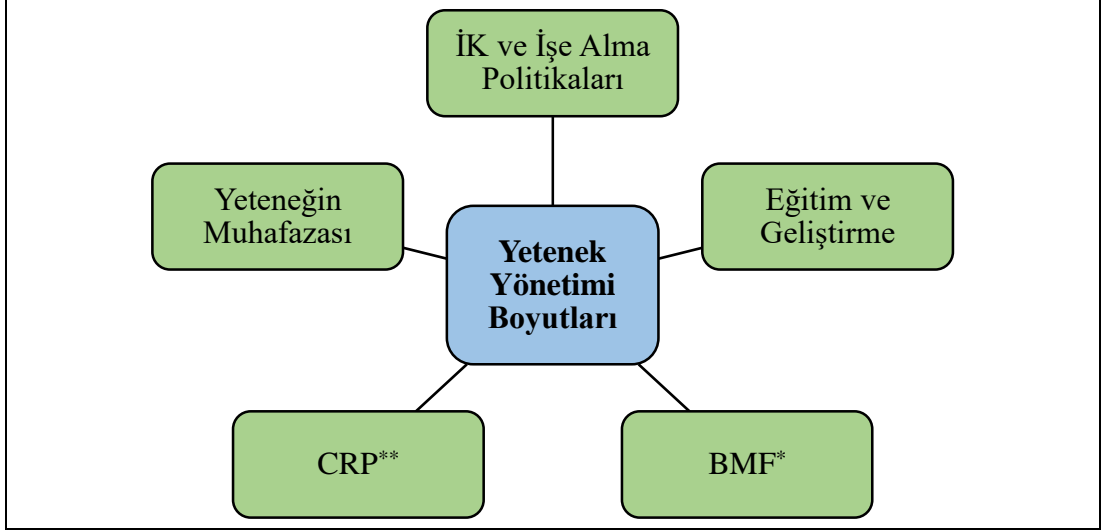 İK ve İşe Alma
Politikaları
Yeteneğin
Muhafazası
Eğitim ve
Geliştirme
Yetenek
Yönetimi
Boyutları
CRP**
BMF*